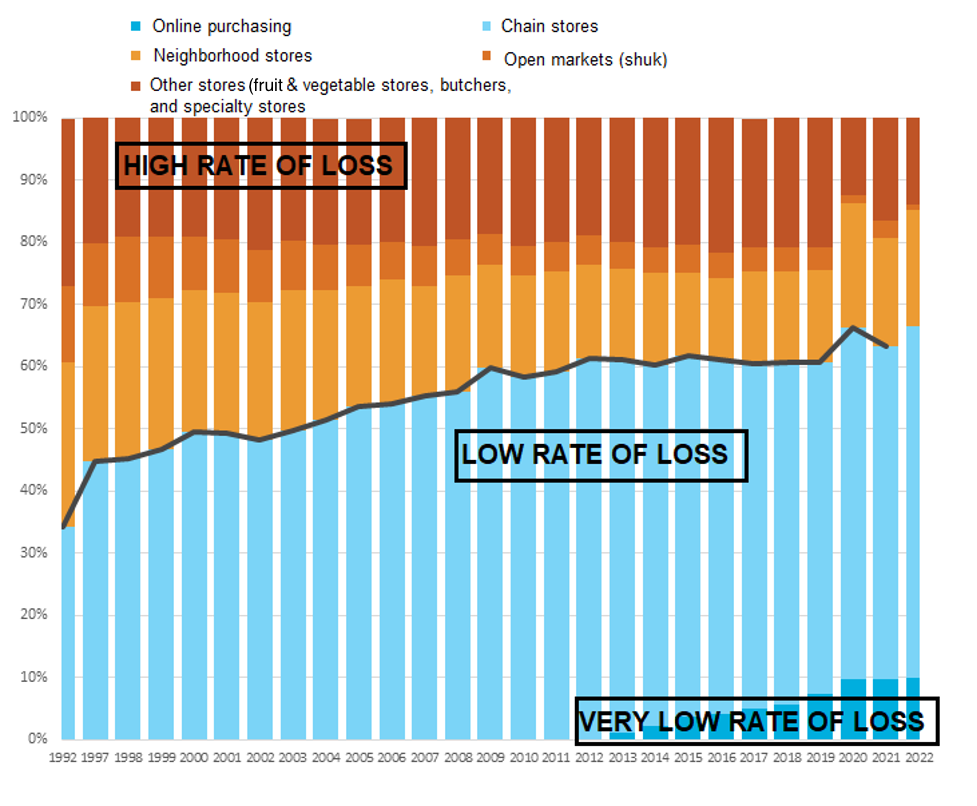 Online purchasing
Chain stores
Neighborhood stores
Open markets (shuk)
Other stores (fruit & vegetable stores, butchers,
and specialty stores
100%
HIGH RATE OF LOSS
90%
80%
70%
60%
50%
LOW RATE OF LOSS
40%
30%
20%
10%
VERY LOW RATE OF LOSS
0%
1992 1997 1998 1999 2000 2001 2002 2003 2004 2005 2006 2007 2008 2009 2010 2011 2012 2013 2014 2015 2016 2017 2018 2019 2020 2021 2022